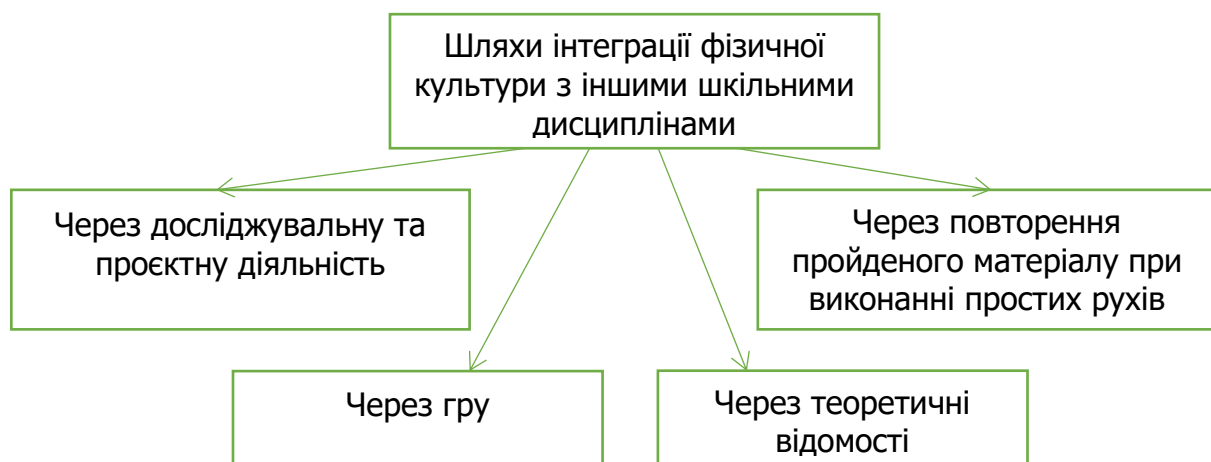 Шляхи інтеграції фізичної
культури з іншими шкільними
дисциплінами
Через досліджувальну та
проєктну діяльність
Через повторення
пройденого матеріалу при
виконанні простих рухів
Через гру
Через теоретичні
відомості